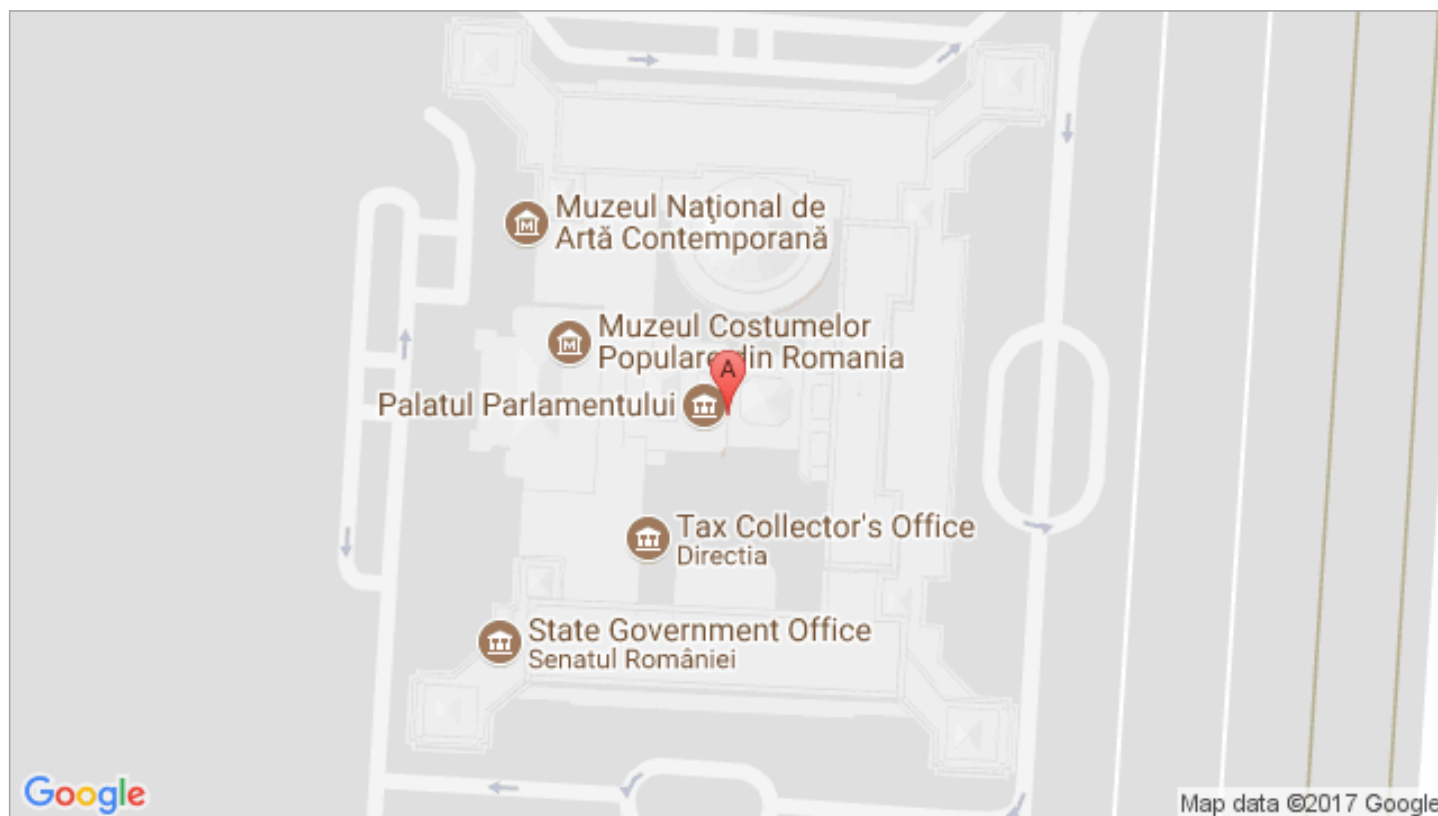 Muzeul Naţional de
Artă Contemporană
Muzeul Costumelor
Populare din Romania
A
Palatul Parlamentului
Tax Collector's Office
Directia
State Government Office
Senatul României
Google
Map data ©2017 Google